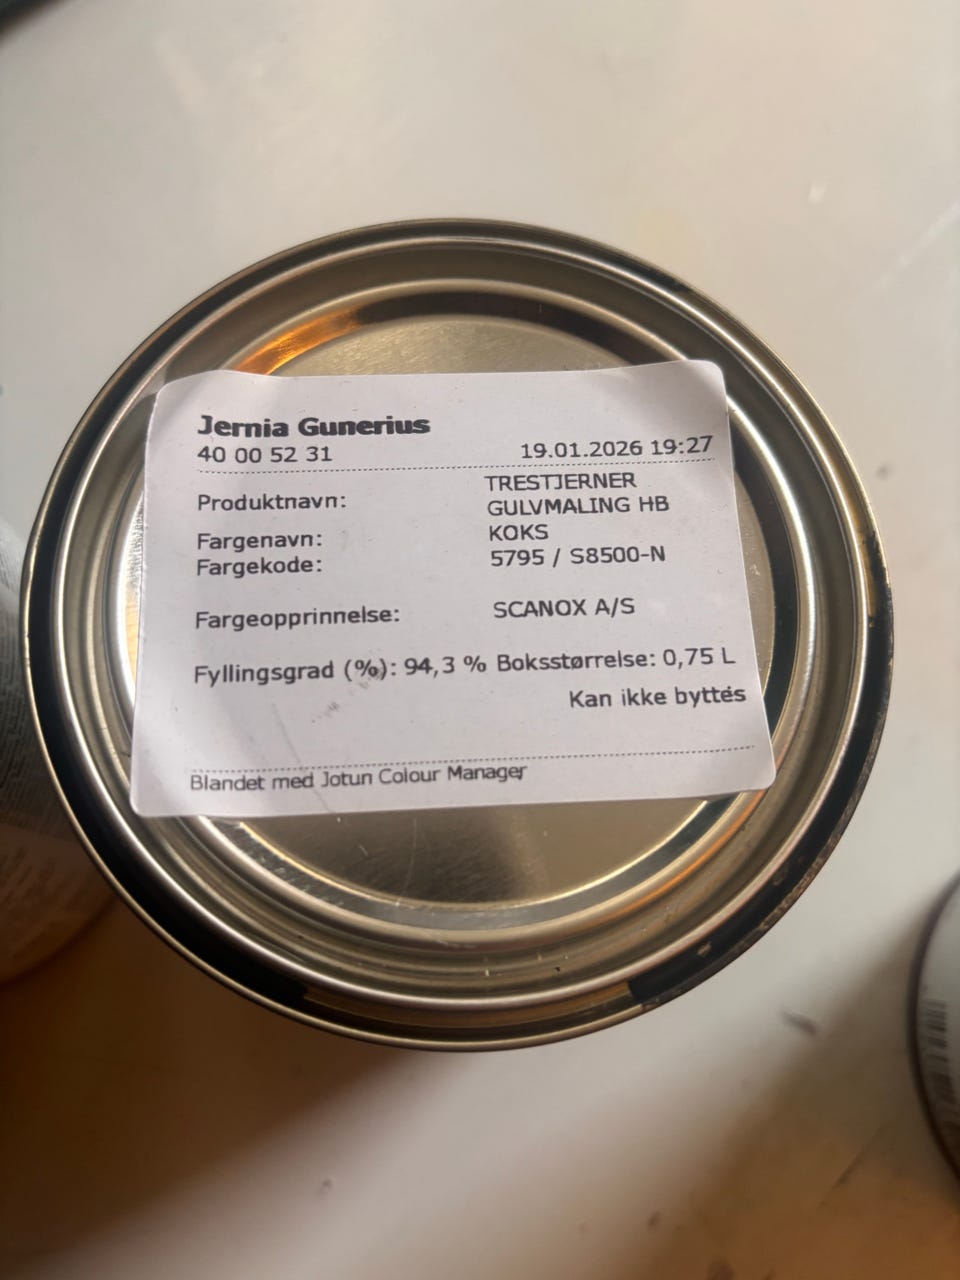 Jernia Gunerius
40 00 52 31 19.01.2026 19:27
Produktnavn: TRESTJERNER
GULVMALING HB
Fargenavn: KOKS
Fargekode: 5795 / S8500-N
Fargeopprinnelse: SCANOX A/S
Fyllingsgrad (%): 94,3 % Boksstørrelse: 0,75 L
Kan ikke byttes
Blandet med Jotun Colour Manager